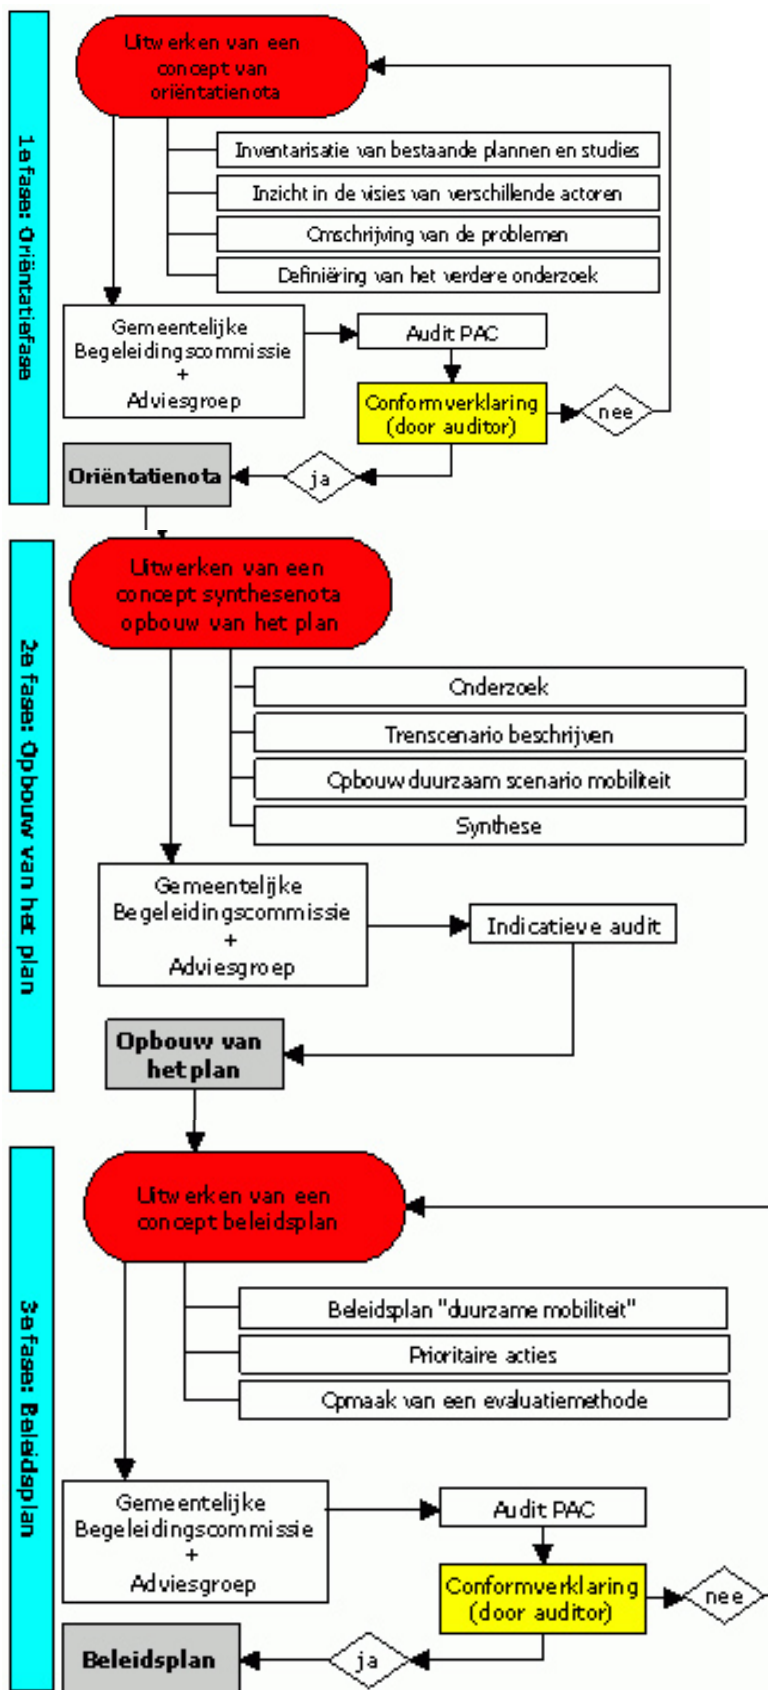 1e fase: Oriëntatiefase
Uitwerken van een
concept van
oriëntatienota
Inventarisatie van bestaande plannen en studies
Inzicht in de visies van verschillende actoren
Omschrijving van de problemen
Definiëring van het verdere onderzoek
Gemeentelijke
Begeleidingscommissie
+
Adviesgroep
Audit PAC
Conformverklaring
(door auditor)
nee
ja
Oriëntatienota
2e fase: Opbouw van het plan
Uitwerken van een
concept synthesenota
opbouw van het plan
Onderzoek
Trenscenario beschrijven
Opbouw duurzaam scenario mobiliteit
Synthese
Gemeentelijke
Begeleidingscommissie
+
Adviesgroep
Indicatieve audit
Opbouw van
het plan
3e fase: Beleidsplan
Uitwerken van een
concept beleidsplan
Beleidsplan "duurzame mobiliteit"
Prioritaire acties
Opmaak van een evaluatiemethode
Gemeentelijke
Begeleidingscommissie
+
Adviesgroep
Audit PAC
Conformverklaring
(door auditor)
nee
ja
Beleidsplan